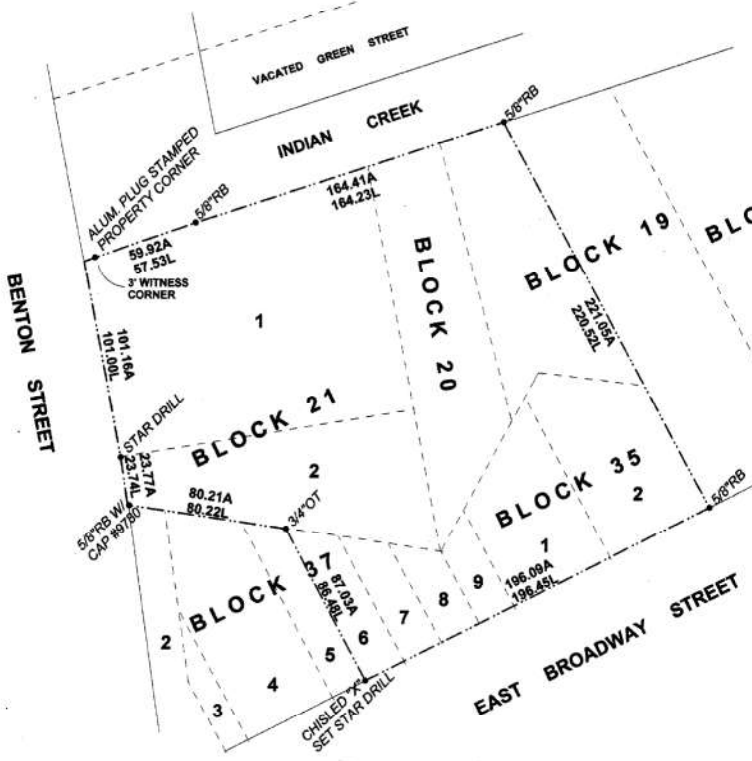 VACATED GREEN STREET
INDIAN CREEK
5/8"RB
ALUM. PLUG STAMPED
PROPERTY CORNER
5/8"RB
164.41A
164.23L
59.92A
57.53L
3' WITNESS
CORNER
BLOCK 19
BLOCK 20
BENTON STREET
101.16A
101.00L
1
221.05A
220.52L
STAR DRILL
BLOCK 21
23.77A
23.74L
2
80.21A
80.22L
5/8"RB W/
CAP #9780
3/4"OT
BLOCK 35
2
5/8"RB
BLOCK 37
87.03A
86.48L
1
196.09A
196.45L
2
3
4
5
6
7
8
9
CHISLED "X"
SET STAR DRILL
EAST BROADWAY STREET